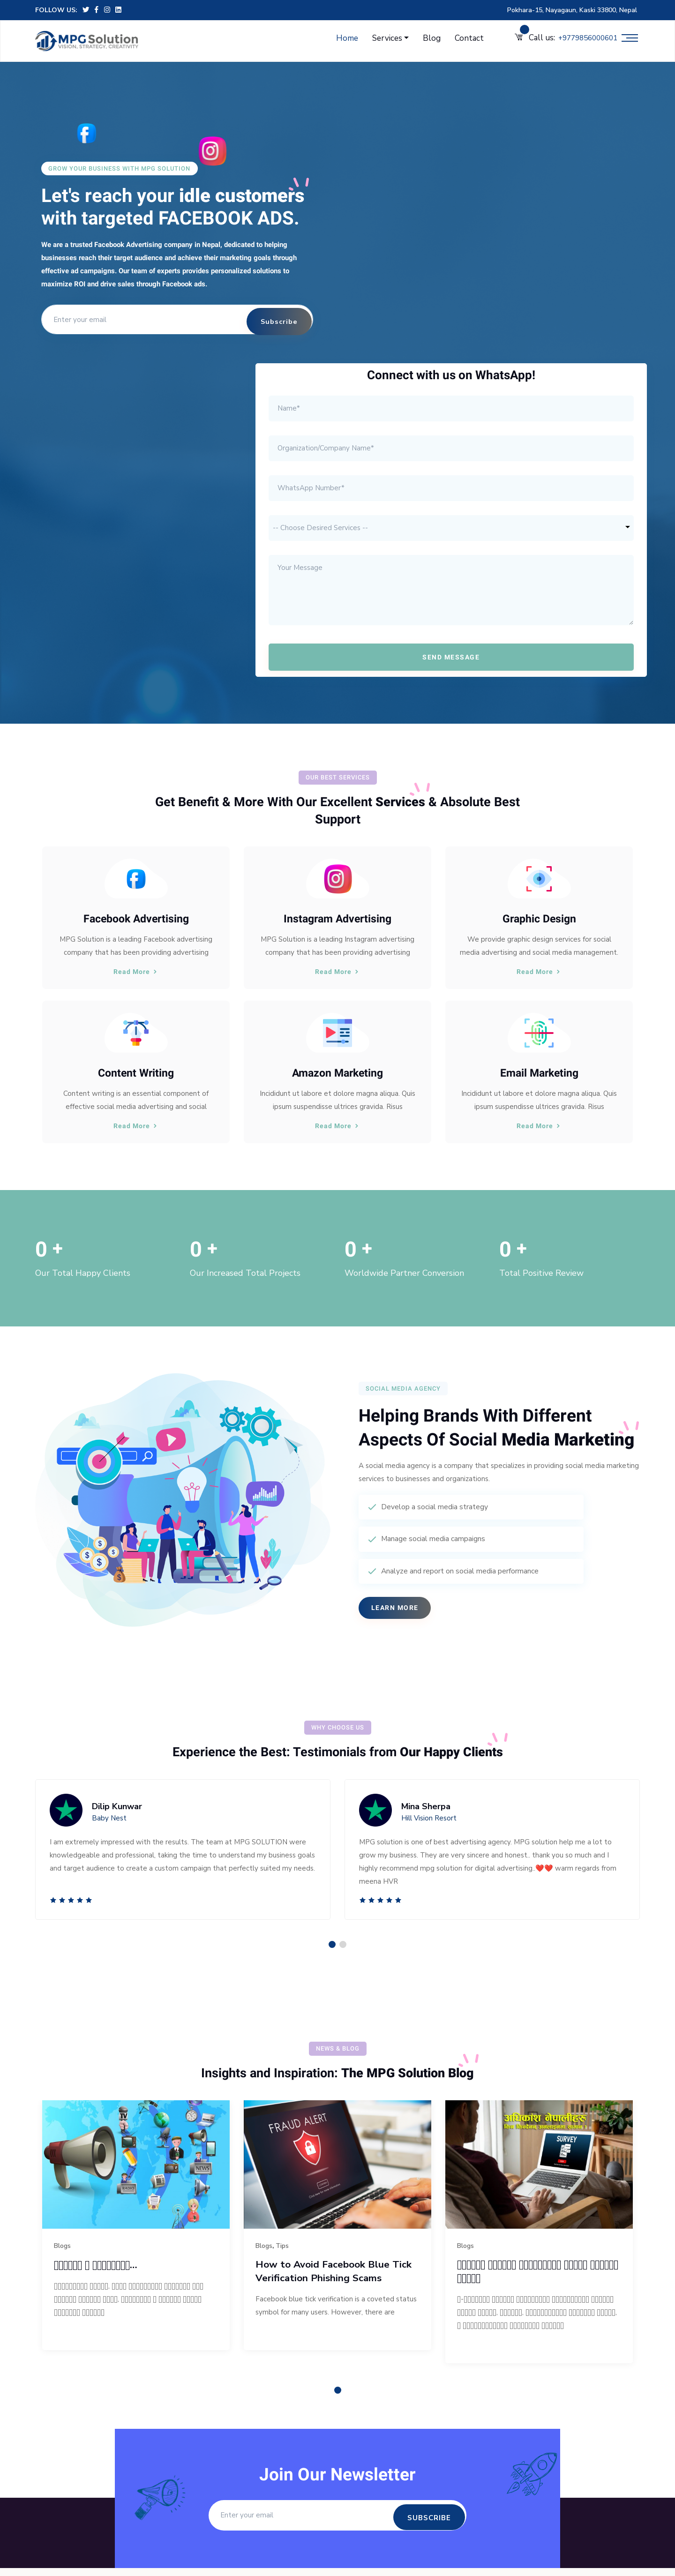 FOLLOW US:
Pokhara-15, Nayagaun, Kaski 33800, Nepal
MPG Solution
VISION, STRATEGY, CREATIVITY
Home
Services
Blog
Contact
Call us: +9779856000601
GROW YOUR BUSINESS WITH MPG SOLUTION
Let's reach your idle customers
with targeted FACEBOOK ADS.
We are a trusted Facebook Advertising company in Nepal, dedicated to helping
businesses reach their target audience and achieve their marketing goals through
effective ad campaigns. Our team of experts provides personalized solutions to
maximize ROI and drive sales through Facebook ads.
Enter your email
Subscribe
Connect with us on WhatsApp!
Name*
Organization/Company Name*
WhatsApp Number*
-- Choose Desired Services --
Your Message
SEND MESSAGE
OUR BEST SERVICES
Get Benefit & More With Our Excellent Services & Absolute Best
Support
Facebook Advertising
MPG Solution is a leading Facebook advertising
company that has been providing advertising
Read More
Instagram Advertising
MPG Solution is a leading Instagram advertising
company that has been providing advertising
Read More
Graphic Design
We provide graphic design services for social
media advertising and social media management.
Read More
Content Writing
Content writing is an essential component of
effective social media advertising and social
Read More
Amazon Marketing
Incididunt ut labore et dolore magna aliqua. Quis
ipsum suspendisse ultrices gravida. Risus
Read More
Email Marketing
Incididunt ut labore et dolore magna aliqua. Quis
ipsum suspendisse ultrices gravida. Risus
Read More
0 +
Our Total Happy Clients
0 +
Our Increased Total Projects
0 +
Worldwide Partner Conversion
0 +
Total Positive Review
SOCIAL MEDIA AGENCY
Helping Brands With Different
Aspects Of Social Media Marketing
A social media agency is a company that specializes in providing social media marketing
services to businesses and organizations.
Develop a social media strategy
Manage social media campaigns
Analyze and report on social media performance
LEARN MORE
WHY CHOOSE US
Experience the Best: Testimonials from Our Happy Clients
Dilip Kunwar
Baby Nest
I am extremely impressed with the results. The team at MPG SOLUTION were
knowledgeable and professional, taking the time to understand my business goals
and target audience to create a custom campaign that perfectly suited my needs.
Mina Sherpa
Hill Vision Resort
MPG solution is one of best advertising agency. MPG solution help me a lot to
grow my business. They are very sincere and honest.. thank you so much and I
highly recommend mpg solution for digital advertising. ❤️❤️ warm regards from
meena HVR
NEWS & BLOG
Insights and Inspiration: The MPG Solution Blog
Blogs
FRAUD ALERT
Blogs, Tips
How to Avoid Facebook Blue Tick
Verification Phishing Scams
Facebook blue tick verification is a coveted status
symbol for many users. However, there are
अधिकांश नेपालीहरू
SURVEY
Blogs
Join Our Newsletter
Enter your email
SUBSCRIBE